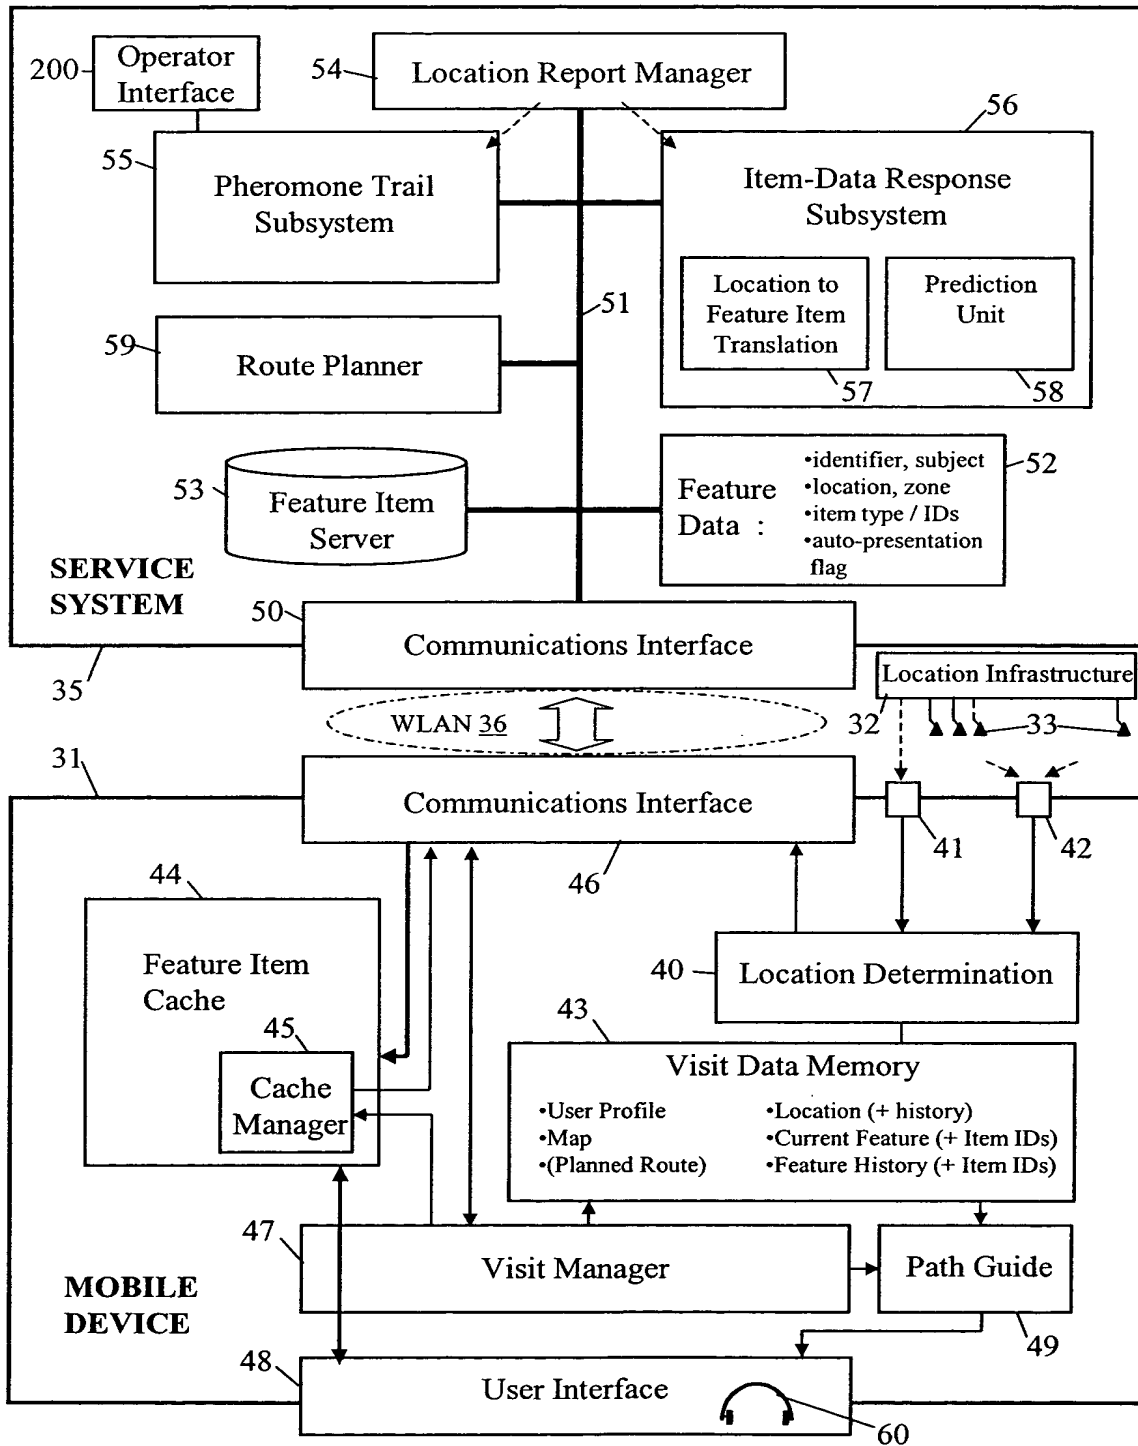 200
Operator
Interface
54
Location Report Manager
56
55
Pheromone Trail
Subsystem
Item-Data Response
Subsystem
Location to
Feature Item
Translation
Prediction
Unit
51
57
58
59
Route Planner
53
Feature Item
Server
Feature
Data :
•identifier, subject
•location, zone
•item type / IDs
•auto-presentation
flag
52
SERVICE
SYSTEM
50
Communications Interface
35
Location Infrastructure
32
33
WLAN 36
31
Communications Interface
41
42
46
44
Feature Item
Cache
40
Location Determination
45
Cache
Manager
43
Visit Data Memory
•User Profile
•Map
•(Planned Route)
•Location (+ history)
•Current Feature (+ Item IDs)
•Feature History (+ Item IDs)
47
Visit Manager
Path Guide
49
MOBILE
DEVICE
48
User Interface
60